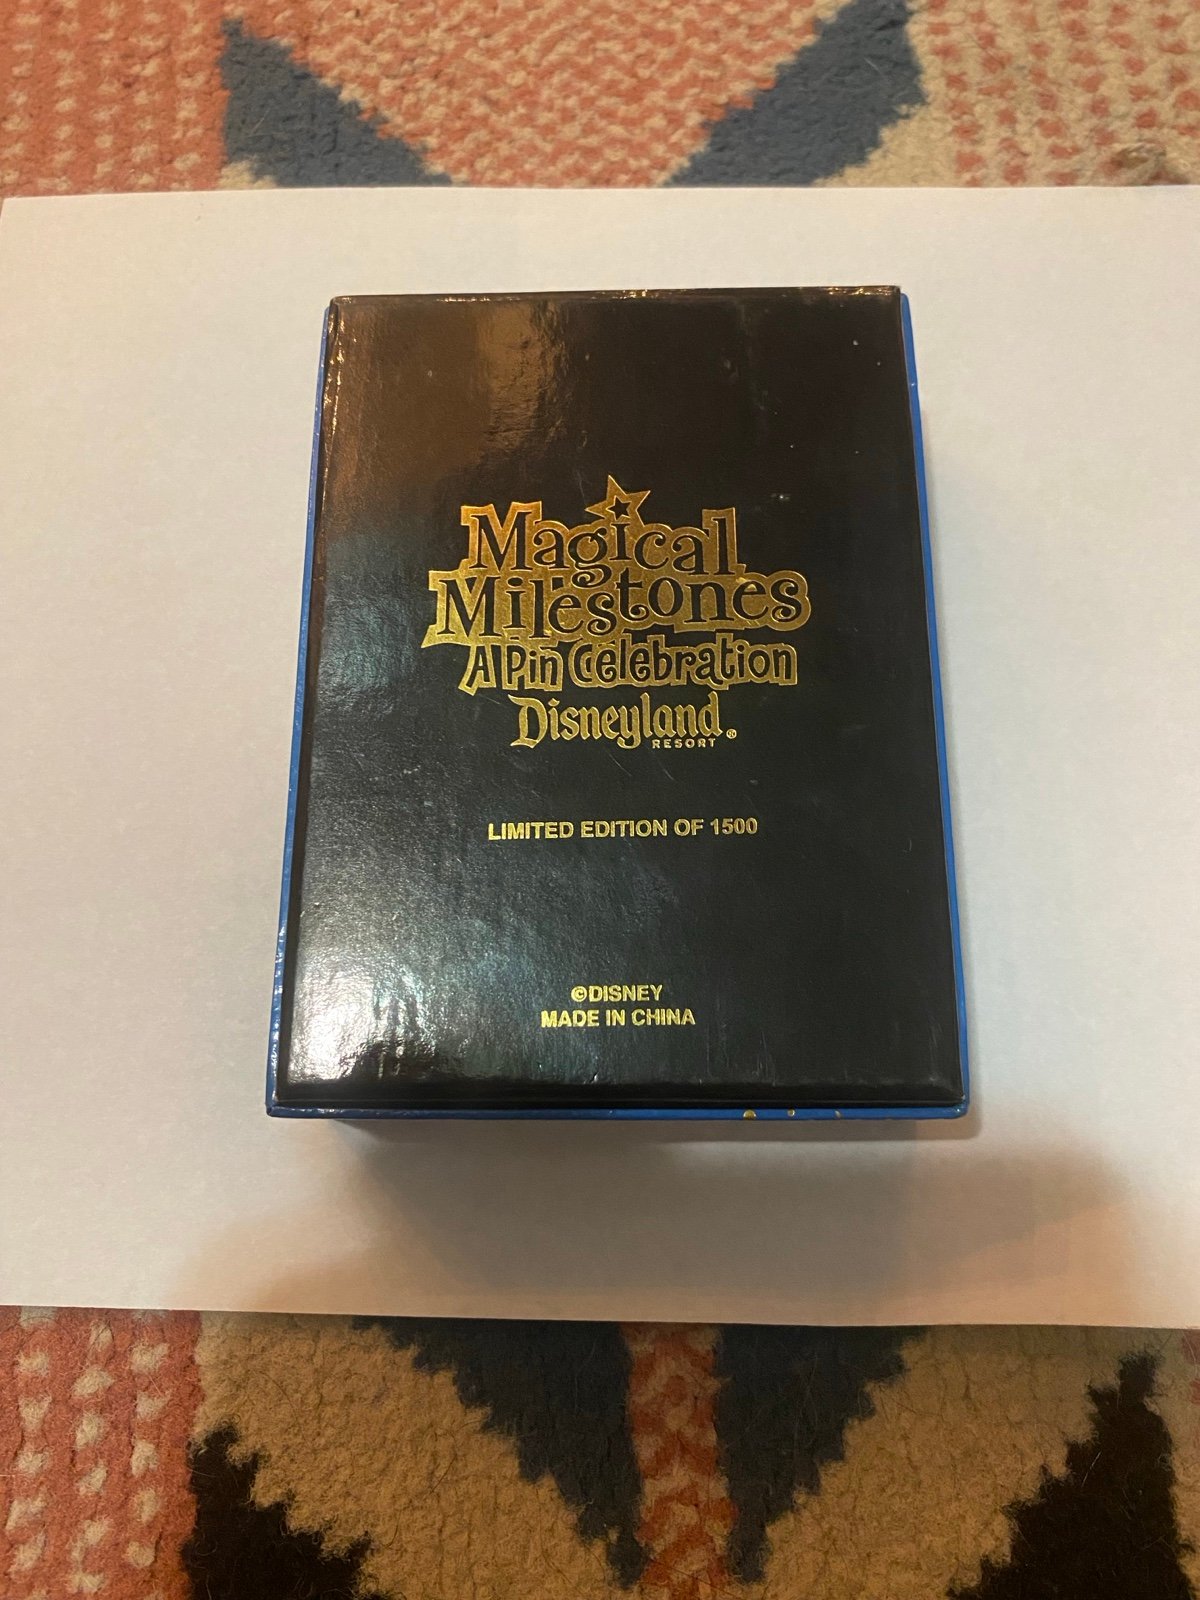 Magical
Milestones
A Pin Celebration
Disneyland®
RESORT
LIMITED EDITION OF 1500
©DISNEY
MADE IN CHINA